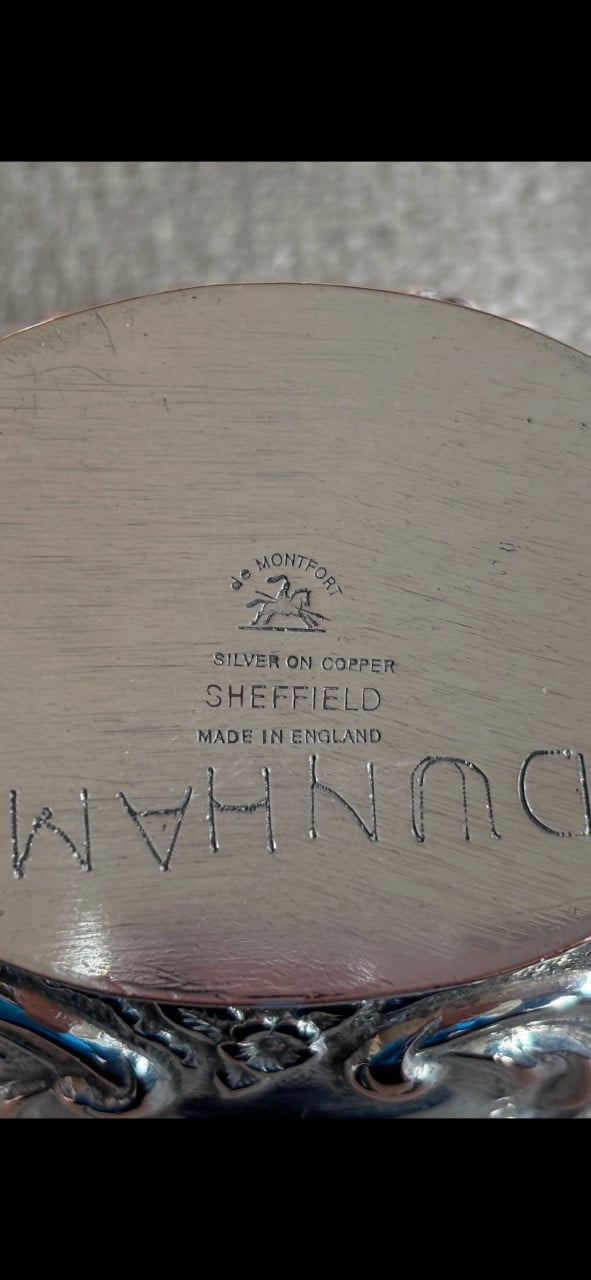 de MONTFORT
SILVER ON COPPER
SHEFFIELD
MADE IN ENGLAND
DUNHAM